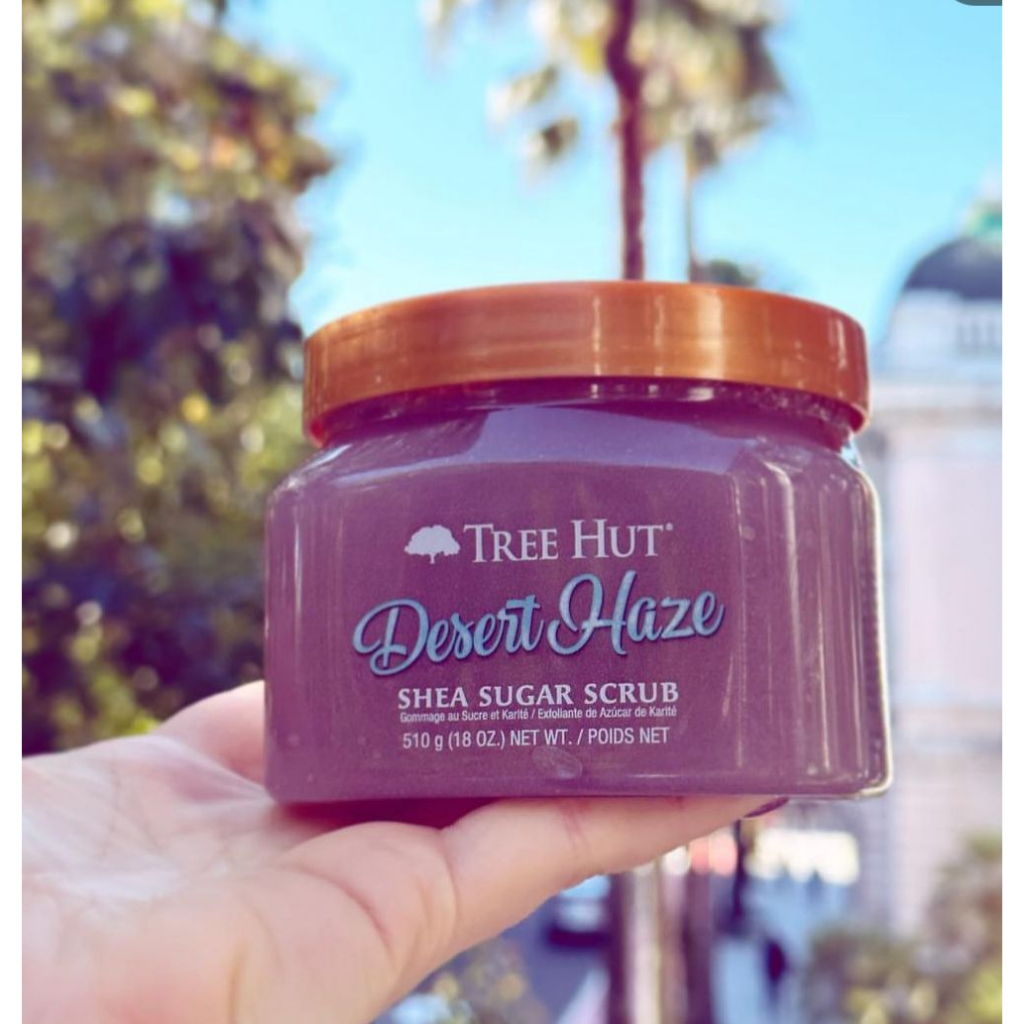 TREE HUT®
Desert Haze
SHEA SUGAR SCRUB
Gommage au Sucre et Karité / Exfoliante de Azúcar de Karité
510 g (18 OZ.) NET WT. / POIDS NET